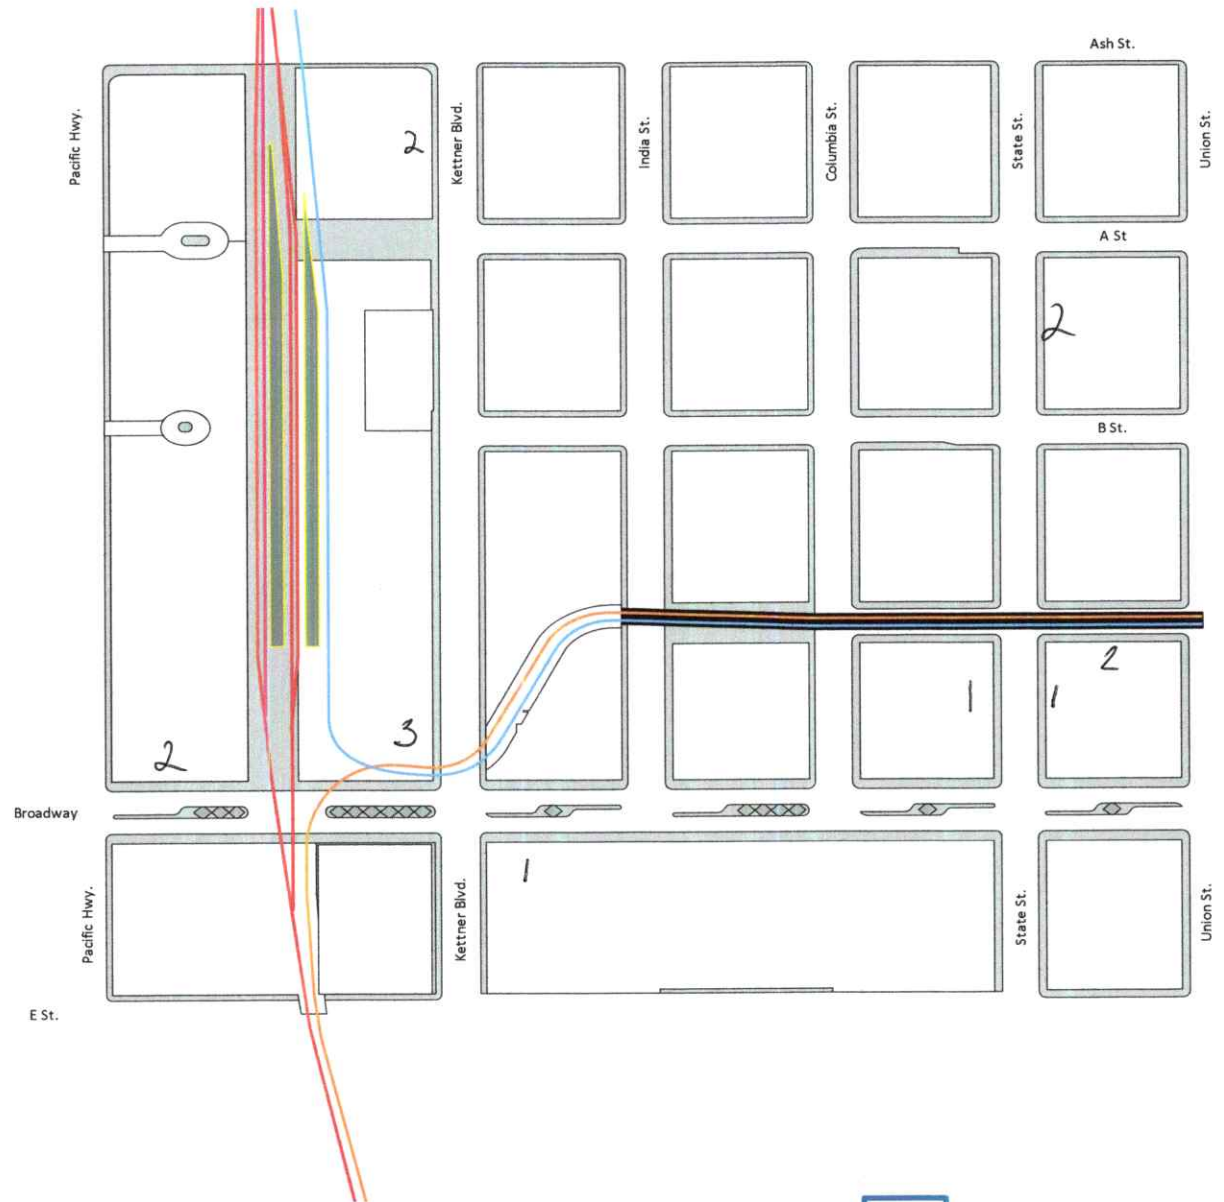 Ash St.
Pacific Hwy.
Kettner Blvd.
India St.
Columbia St.
State St.
Union St.
2
A St
2
B St.
2
1
1
3
2
Broadway
1
Pacific Hwy.
Kettner Blvd.
State St.
Union St.
E St.